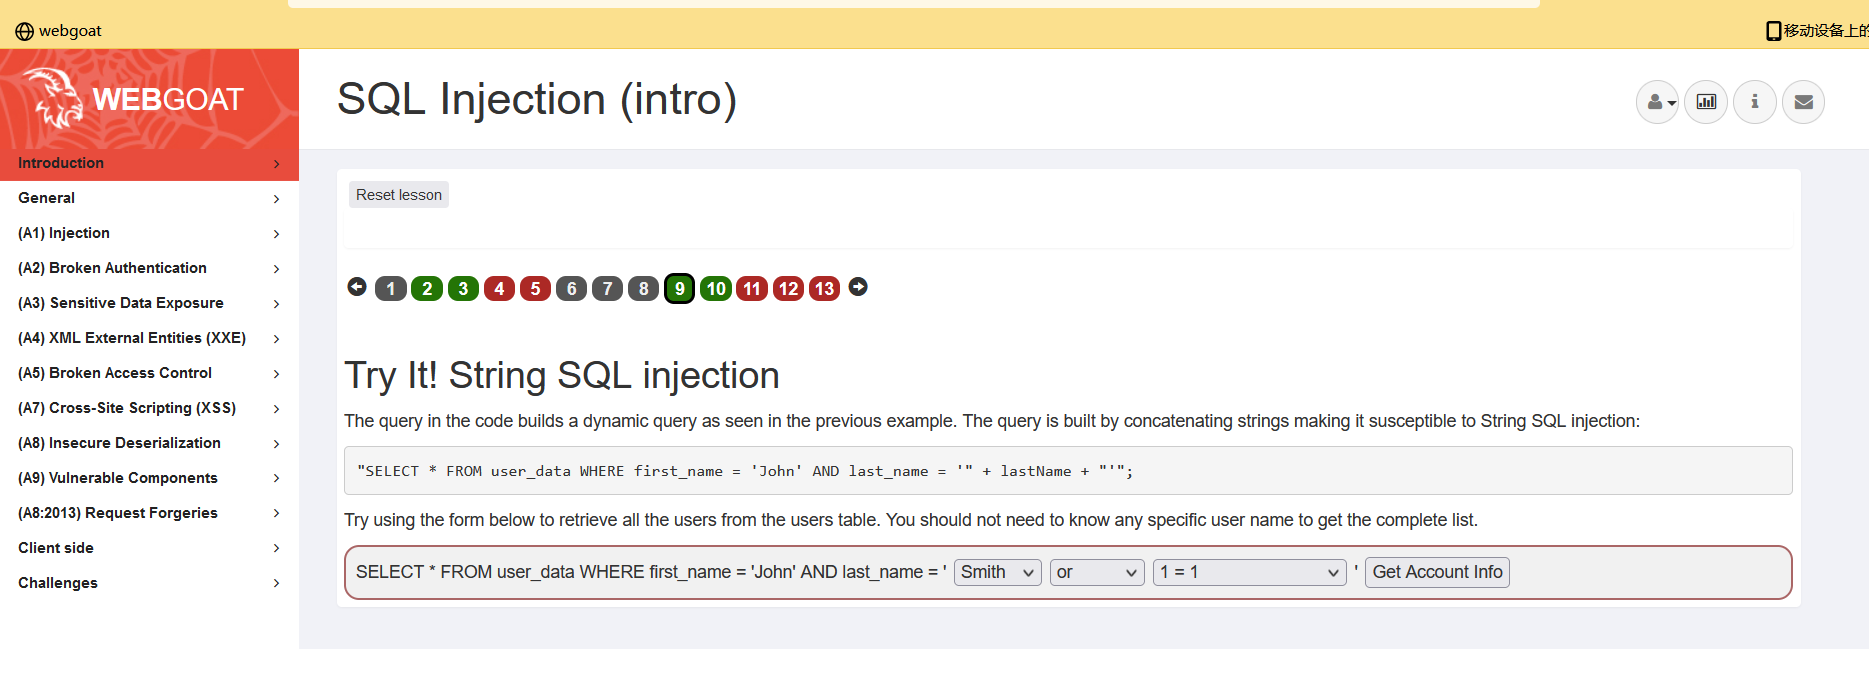 webgoat
移动设备上的
WEBGOAT
SQL Injection (intro)
Introduction
General
(A1) Injection
(A2) Broken Authentication
(A3) Sensitive Data Exposure
(A4) XML External Entities (XXE)
(A5) Broken Access Control
(A7) Cross-Site Scripting (XSS)
(A8) Insecure Deserialization
(A9) Vulnerable Components
(A8:2013) Request Forgeries
Client side
Challenges
Reset lesson
1 2 3 4 5 6 7 8 9 10 11 12 13
Try It! String SQL injection
The query in the code builds a dynamic query as seen in the previous example. The query is built by concatenating strings making it susceptible to String SQL injection:
"SELECT * FROM user_data WHERE first_name = 'John' AND last_name = '" + lastName + "'";
Try using the form below to retrieve all the users from the users table. You should not need to know any specific user name to get the complete list.
SELECT * FROM user_data WHERE first_name = 'John' AND last_name = ' Smith or 1 = 1 ' Get Account Info